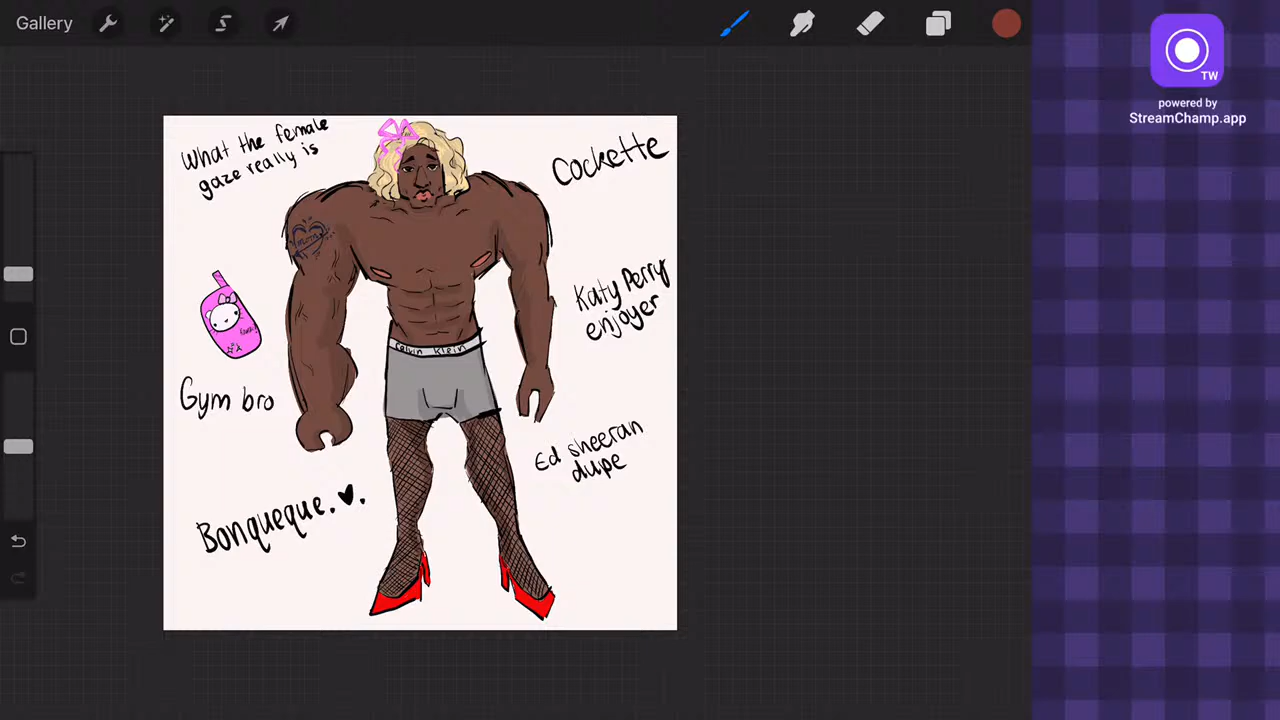 Gallery
TW
powered by
StreamChamp.app
What the female
gaze really is
Cockette
mom
Katy Perry
enjoyer
Calvin Klein
Gym bro
Ed sheeran
dupe
Bonqueque.♥.